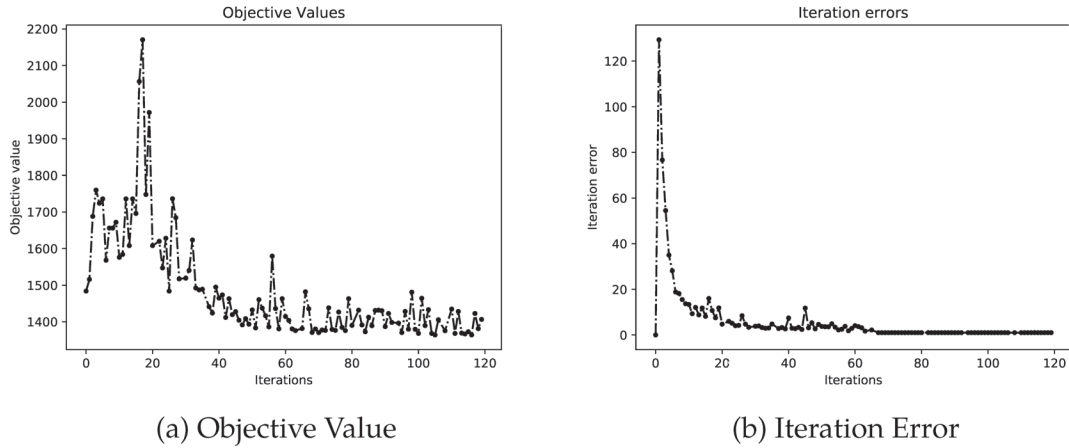 Objective Values
Objective value
2200
2100
2000
1900
1800
1700
1600
1500
1400
0 20 40 60 80 100 120
Iterations
(a) Objective Value
Iteration errors
Iteration error
120
100
80
60
40
20
0
0 20 40 60 80 100 120
Iterations
(b) Iteration Error